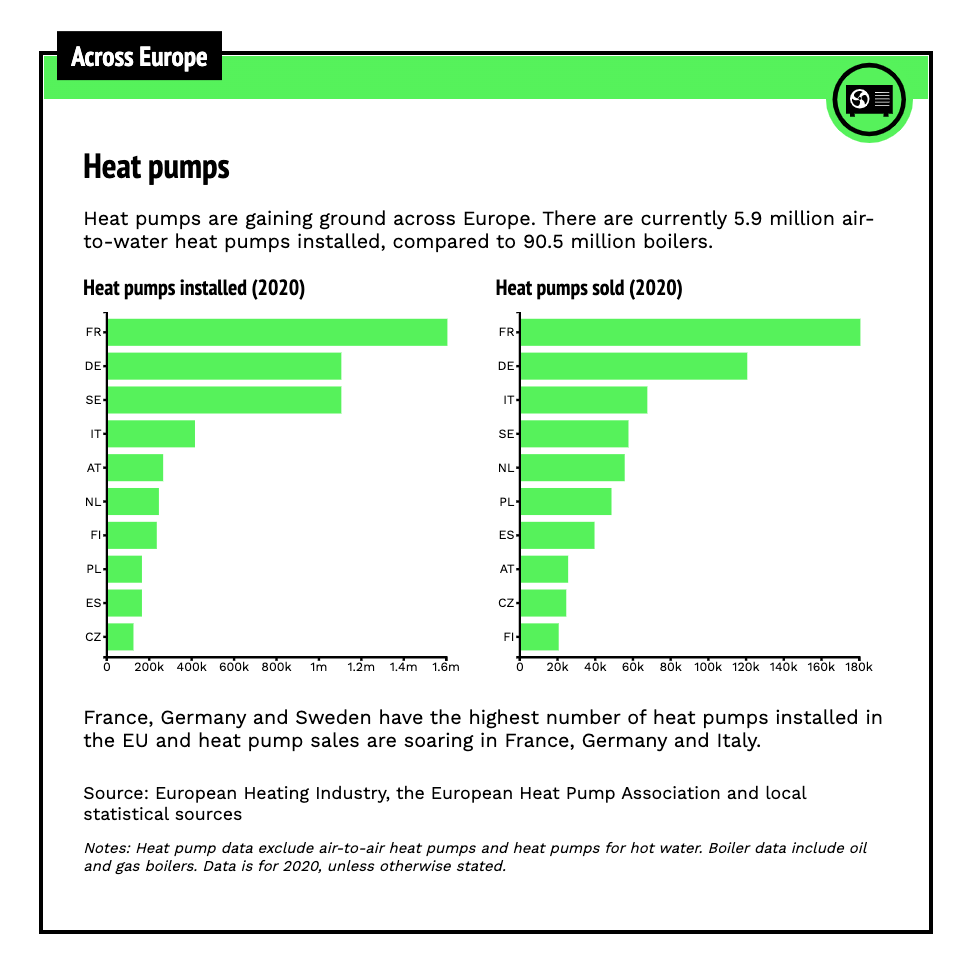 Across Europe
Heat pumps
Heat pumps are gaining ground across Europe. There are currently 5.9 million air-
to-water heat pumps installed, compared to 90.5 million boilers.
Heat pumps installed (2020)
FR
DE
SE
IT
AT
NL
FI
PL
ES
CZ
0 200k 400k 600k 800k 1m 1.2m 1.4m 1.6m
Heat pumps sold (2020)
FR
DE
IT
SE
NL
PL
ES
AT
CZ
FI
0 20k 40k 60k 80k 100k 120k 140k 160k 180k
France, Germany and Sweden have the highest number of heat pumps installed in
the EU and heat pump sales are soaring in France, Germany and Italy.
Source: European Heating Industry, the European Heat Pump Association and local
statistical sources
Notes: Heat pump data exclude air-to-air heat pumps and heat pumps for hot water. Boiler data include oil
and gas boilers. Data is for 2020, unless otherwise stated.